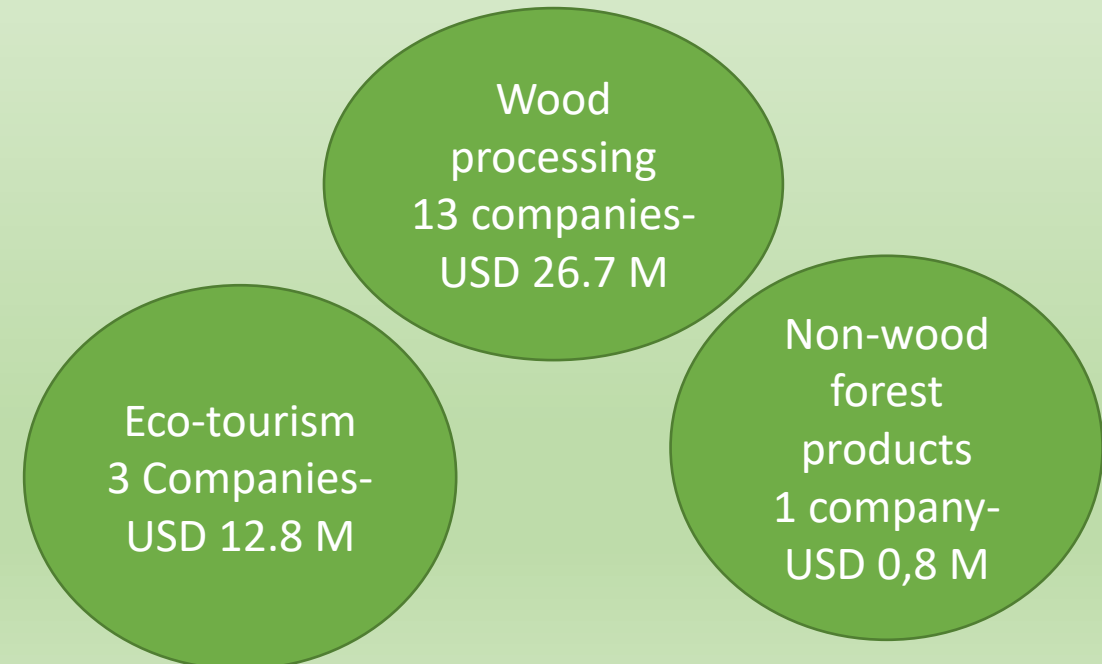 Wood
processing
13 companies-
USD 26.7 M
Eco-tourism
3 Companies-
USD 12.8 M
Non-wood
forest
products
1 company-
USD 0,8 M